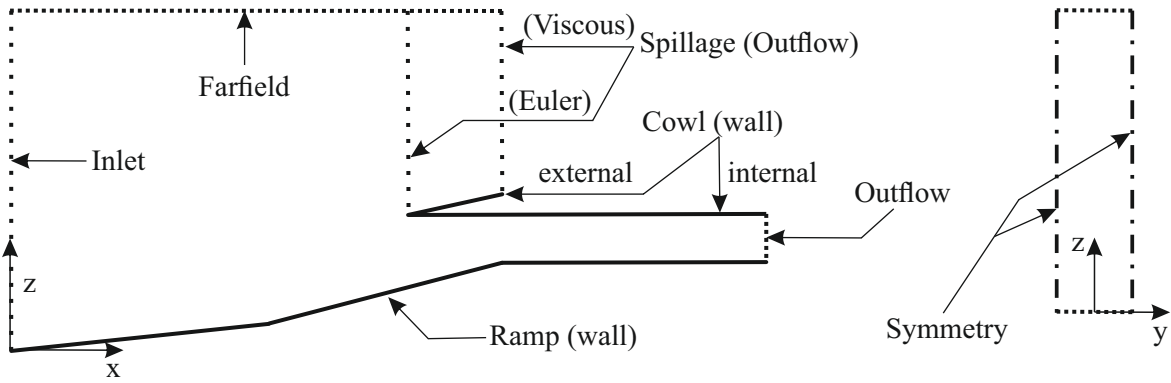 (Viscous)
Spillage (Outflow)
Farfield
(Euler)
Cowl (wall)
Inlet
external
internal
Outflow
z
x
Ramp (wall)
z
y
Symmetry